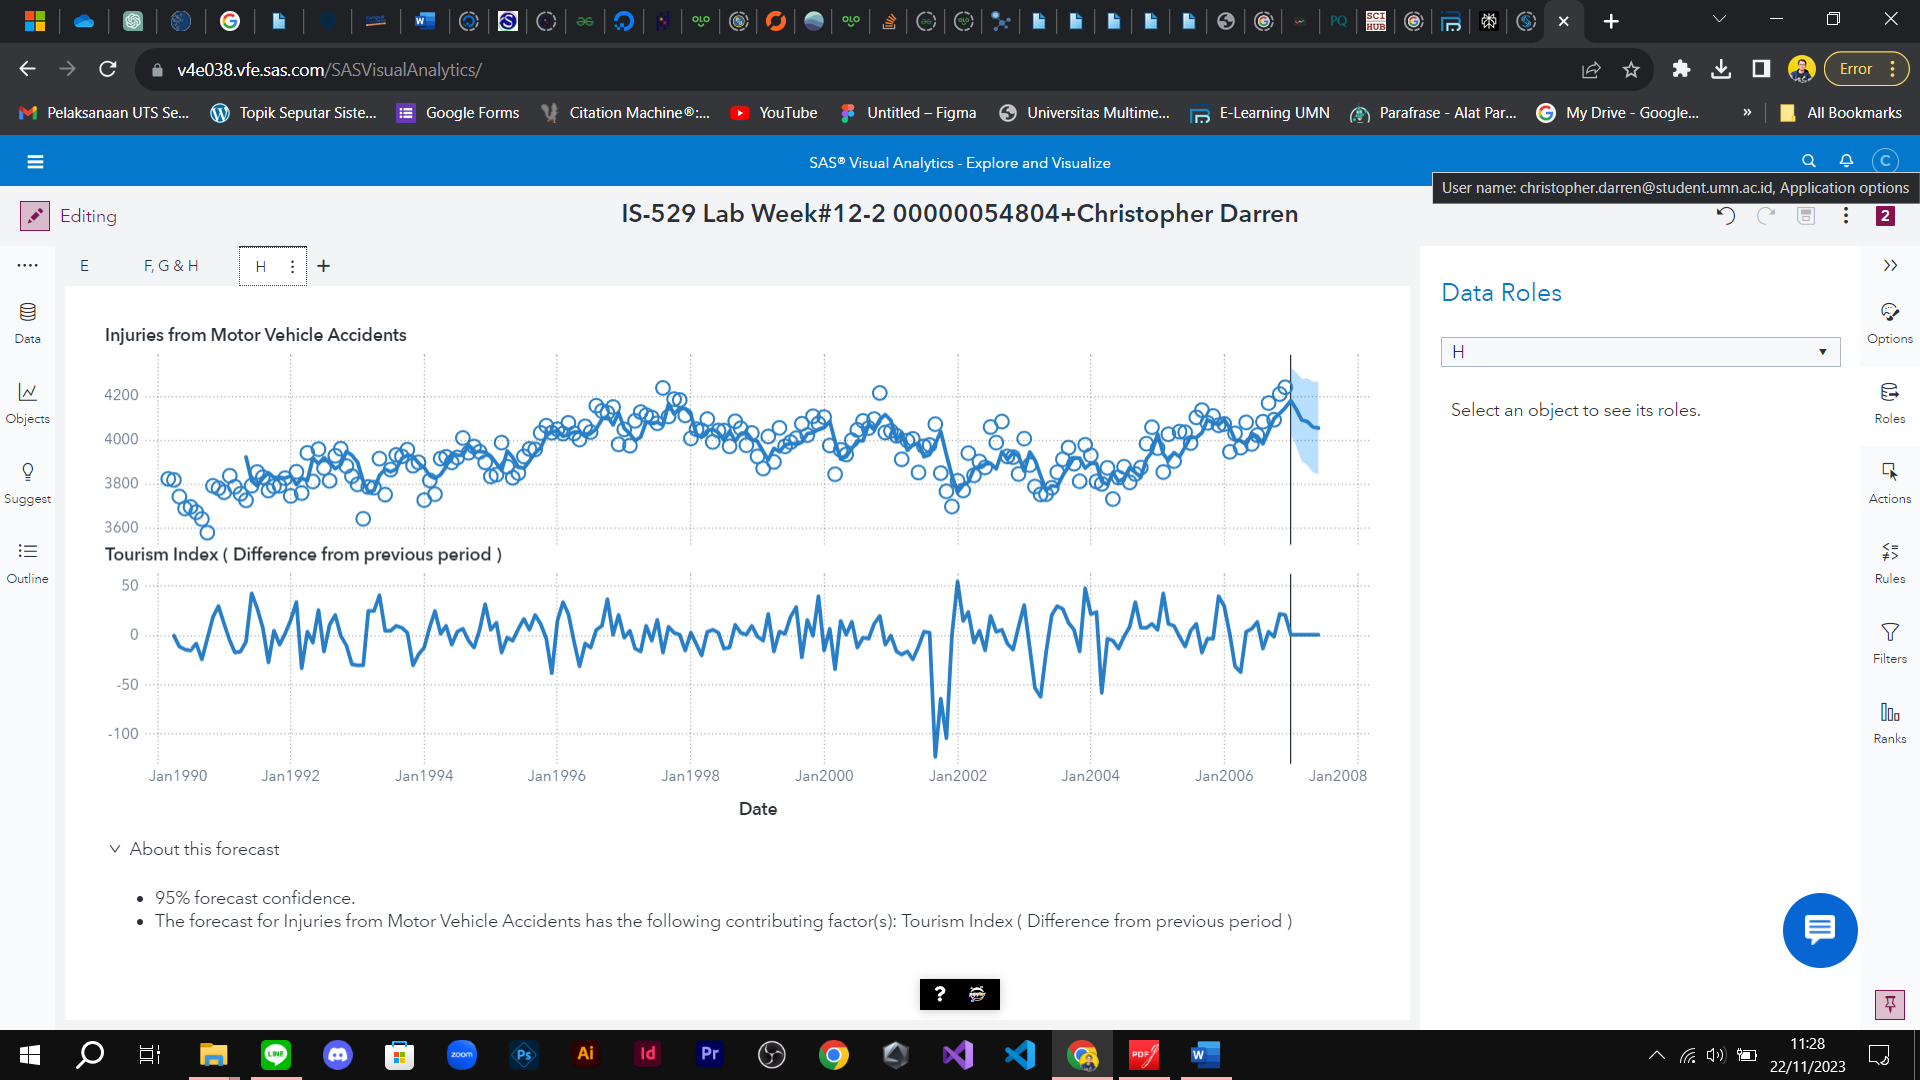 v4e038.vfe.sas.com/SASVisualAnalytics/
Error
Pelaksanaan UTS Se...
Topik Seputar Siste...
Google Forms
Citation Machine®:...
YouTube
Untitled – Figma
Universitas Multime...
E-Learning UMN
Parafrase - Alat Par...
My Drive - Google...
»
All Bookmarks
SAS® Visual Analytics - Explore and Visualize
C
User name: christopher.darren@student.umn.ac.id, Application options
Editing
IS-529 Lab Week#12-2 00000054804+Christopher Darren
2
E
F, G & H
H
Data
Objects
Suggest
Outline
Injuries from Motor Vehicle Accidents
4200
4000
3800
3600
Tourism Index ( Difference from previous period )
50
0
-50
-100
Jan1990 Jan1992 Jan1994 Jan1996 Jan1998 Jan2000 Jan2002 Jan2004 Jan2006 Jan2008
Date
About this forecast
• 95% forecast confidence.
• The forecast for Injuries from Motor Vehicle Accidents has the following contributing factor(s): Tourism Index ( Difference from previous period )
?
Data Roles
H
Select an object to see its roles.
Options
Roles
Actions
Rules
Filters
Ranks
LINE
zoom
Ps
Ai
Id
Pr
PDF
11:28
22/11/2023